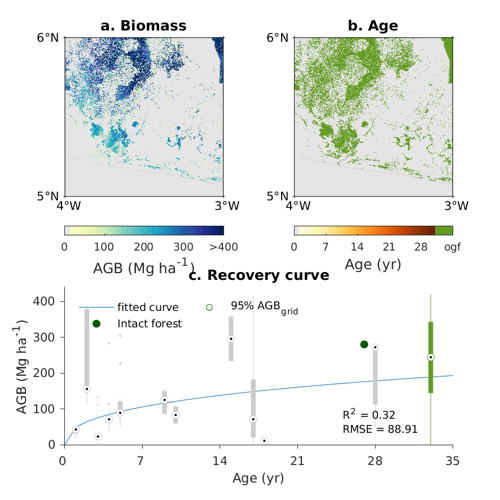 a. Biomass
b. Age
6°N
5°N
4°W 3°W
6°N
5°N
4°W 3°W
0 100 200 300 >400
AGB (Mg ha-1)
0 7 14 21 28 ogf
Age (yr)
c. Recovery curve
AGB (Mg ha-1)
400
300
200
100
0
fitted curve
Intact forest
95% AGBgrid
R2 = 0.32
RMSE = 88.91
0 7 14 21 28 35
Age (yr)